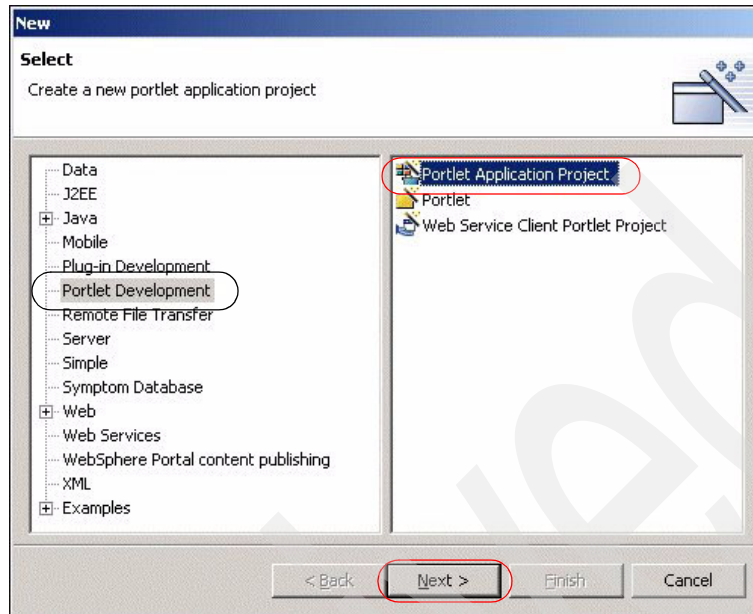 New
Select
Create a new portlet application project
Data
J2EE
Java
Mobile
Plug-in Development
Portlet Development
Remote File Transfer
Server
Simple
Symptom Database
Web
Web Services
WebSphere Portal content publishing
XML
Examples
Portlet Application Project
Portlet
Web Service Client Portlet Project
< Back
Next >
Finish
Cancel